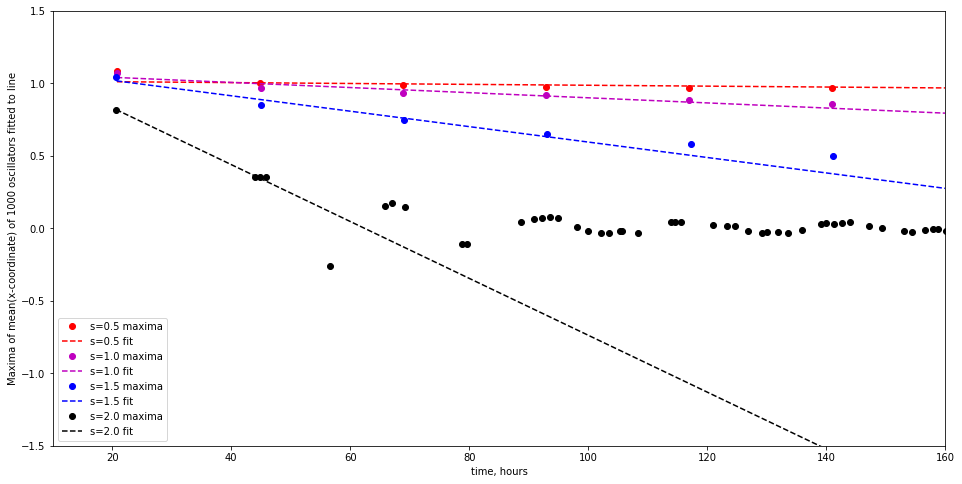 Maxima of mean(x-coordinate) of 1000 oscillators fitted to line
1.5
1.0
0.5
0.0
−0.5
−1.0
−1.5
s=0.5 maxima
s=0.5 fit
s=1.0 maxima
s=1.0 fit
s=1.5 maxima
s=1.5 fit
s=2.0 maxima
s=2.0 fit
20 40 60 80 100 120 140 160
time, hours